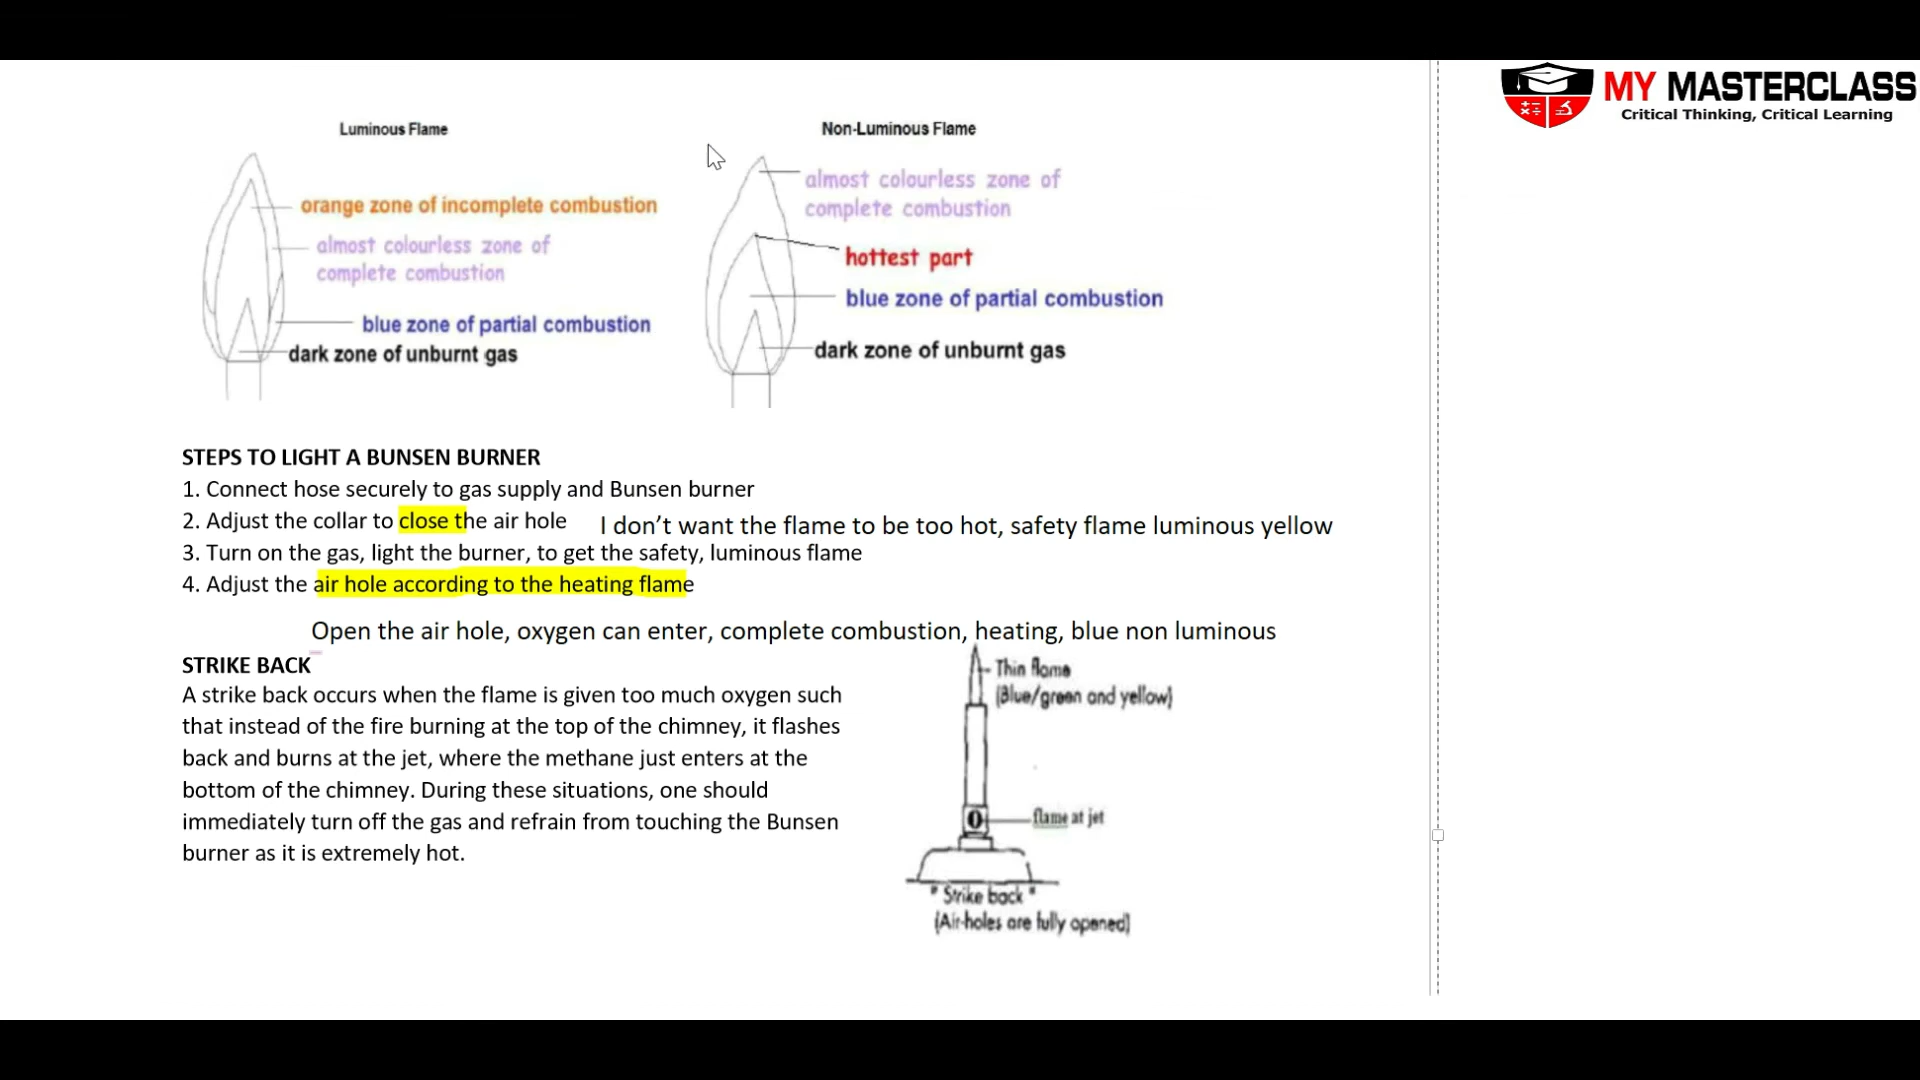 MY MASTERCLASS
Critical Thinking, Critical Learning
Luminous Flame
orange zone of incomplete combustion
almost colourless zone of
complete combustion
blue zone of partial combustion
dark zone of unburnt gas
Non-Luminous Flame
almost colourless zone of
complete combustion
hottest part
blue zone of partial combustion
dark zone of unburnt gas
STEPS TO LIGHT A BUNSEN BURNER
1. Connect hose securely to gas supply and Bunsen burner
2. Adjust the collar to close the air hole
I don’t want the flame to be too hot, safety flame luminous yellow
3. Turn on the gas, light the burner, to get the safety, luminous flame
4. Adjust the air hole according to the heating flame
Open the air hole, oxygen can enter, complete combustion, heating, blue non luminous
STRIKE BACK
A strike back occurs when the flame is given too much oxygen such
that instead of the fire burning at the top of the chimney, it flashes
back and burns at the jet, where the methane just enters at the
bottom of the chimney. During these situations, one should
immediately turn off the gas and refrain from touching the Bunsen
burner as it is extremely hot.
Thin flame
(Blue/green and yellow)
flame at jet
"Strike back"
(Air-holes are fully opened)